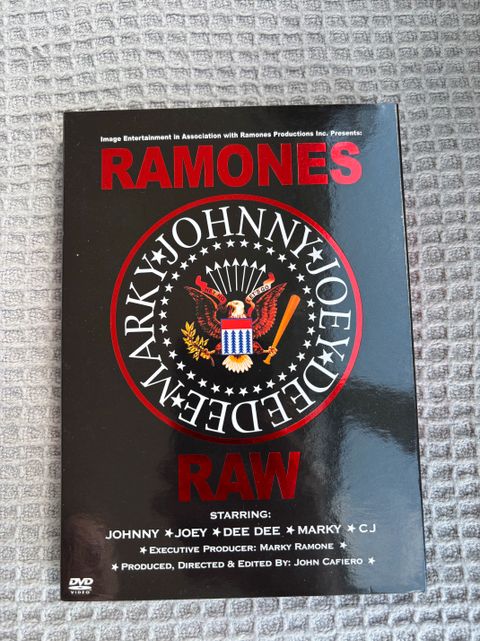 Image Entertainment in Association with Ramones Productions Inc. Presents:
RAMONES
JOHNNY ★ JOEY ★ DEE DEE ★ MARKY ★
RAW
STARRING:
JOHNNY ★ JOEY ★ DEE DEE ★ MARKY ★ CJ
★ EXECUTIVE PRODUCER: MARKY RAMONE ★
★ PRODUCED, DIRECTED & EDITED BY: JOHN CAFIERO ★
DVD
VIDEO